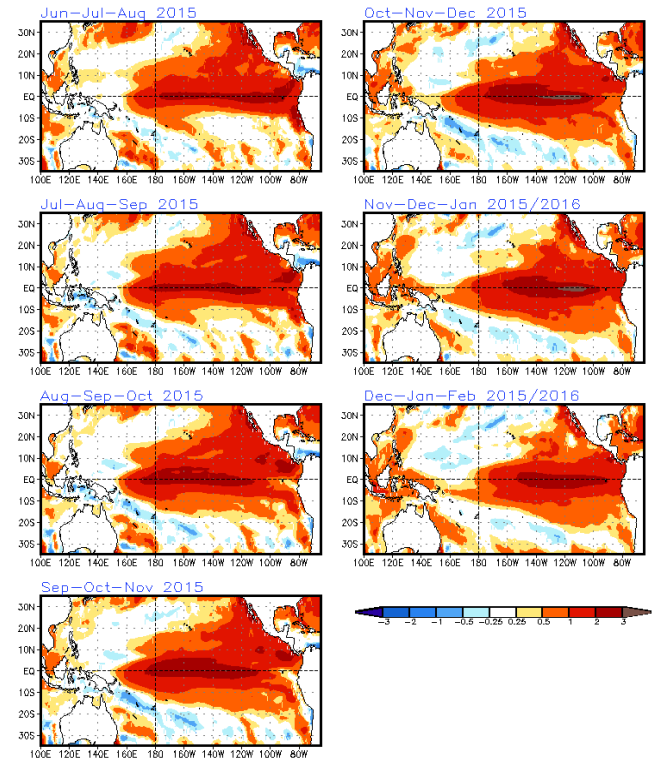 Jun-Jul-Aug 2015
30N
20N
10N
EQ
10S
20S
30S
100E 120E 140E 160E 180 160W 140W 120W 100W 80W
Jul-Aug-Sep 2015
30N
20N
10N
EQ
10S
20S
30S
100E 120E 140E 160E 180 160W 140W 120W 100W 80W
Aug-Sep-Oct 2015
30N
20N
10N
EQ
10S
20S
30S
100E 120E 140E 160E 180 160W 140W 120W 100W 80W
Sep-Oct-Nov 2015
30N
20N
10N
EQ
10S
20S
30S
100E 120E 140E 160E 180 160W 140W 120W 100W 80W
Oct-Nov-Dec 2015
30N
20N
10N
EQ
10S
20S
30S
100E 120E 140E 160E 180 160W 140W 120W 100W 80W
Nov-Dec-Jan 2015/2016
30N
20N
10N
EQ
10S
20S
30S
100E 120E 140E 160E 180 160W 140W 120W 100W 80W
Dec-Jan-Feb 2015/2016
30N
20N
10N
EQ
10S
20S
30S
100E 120E 140E 160E 180 160W 140W 120W 100W 80W
-3 -2 -1 -0.5 -0.25 0.25 0.5 1 2 3